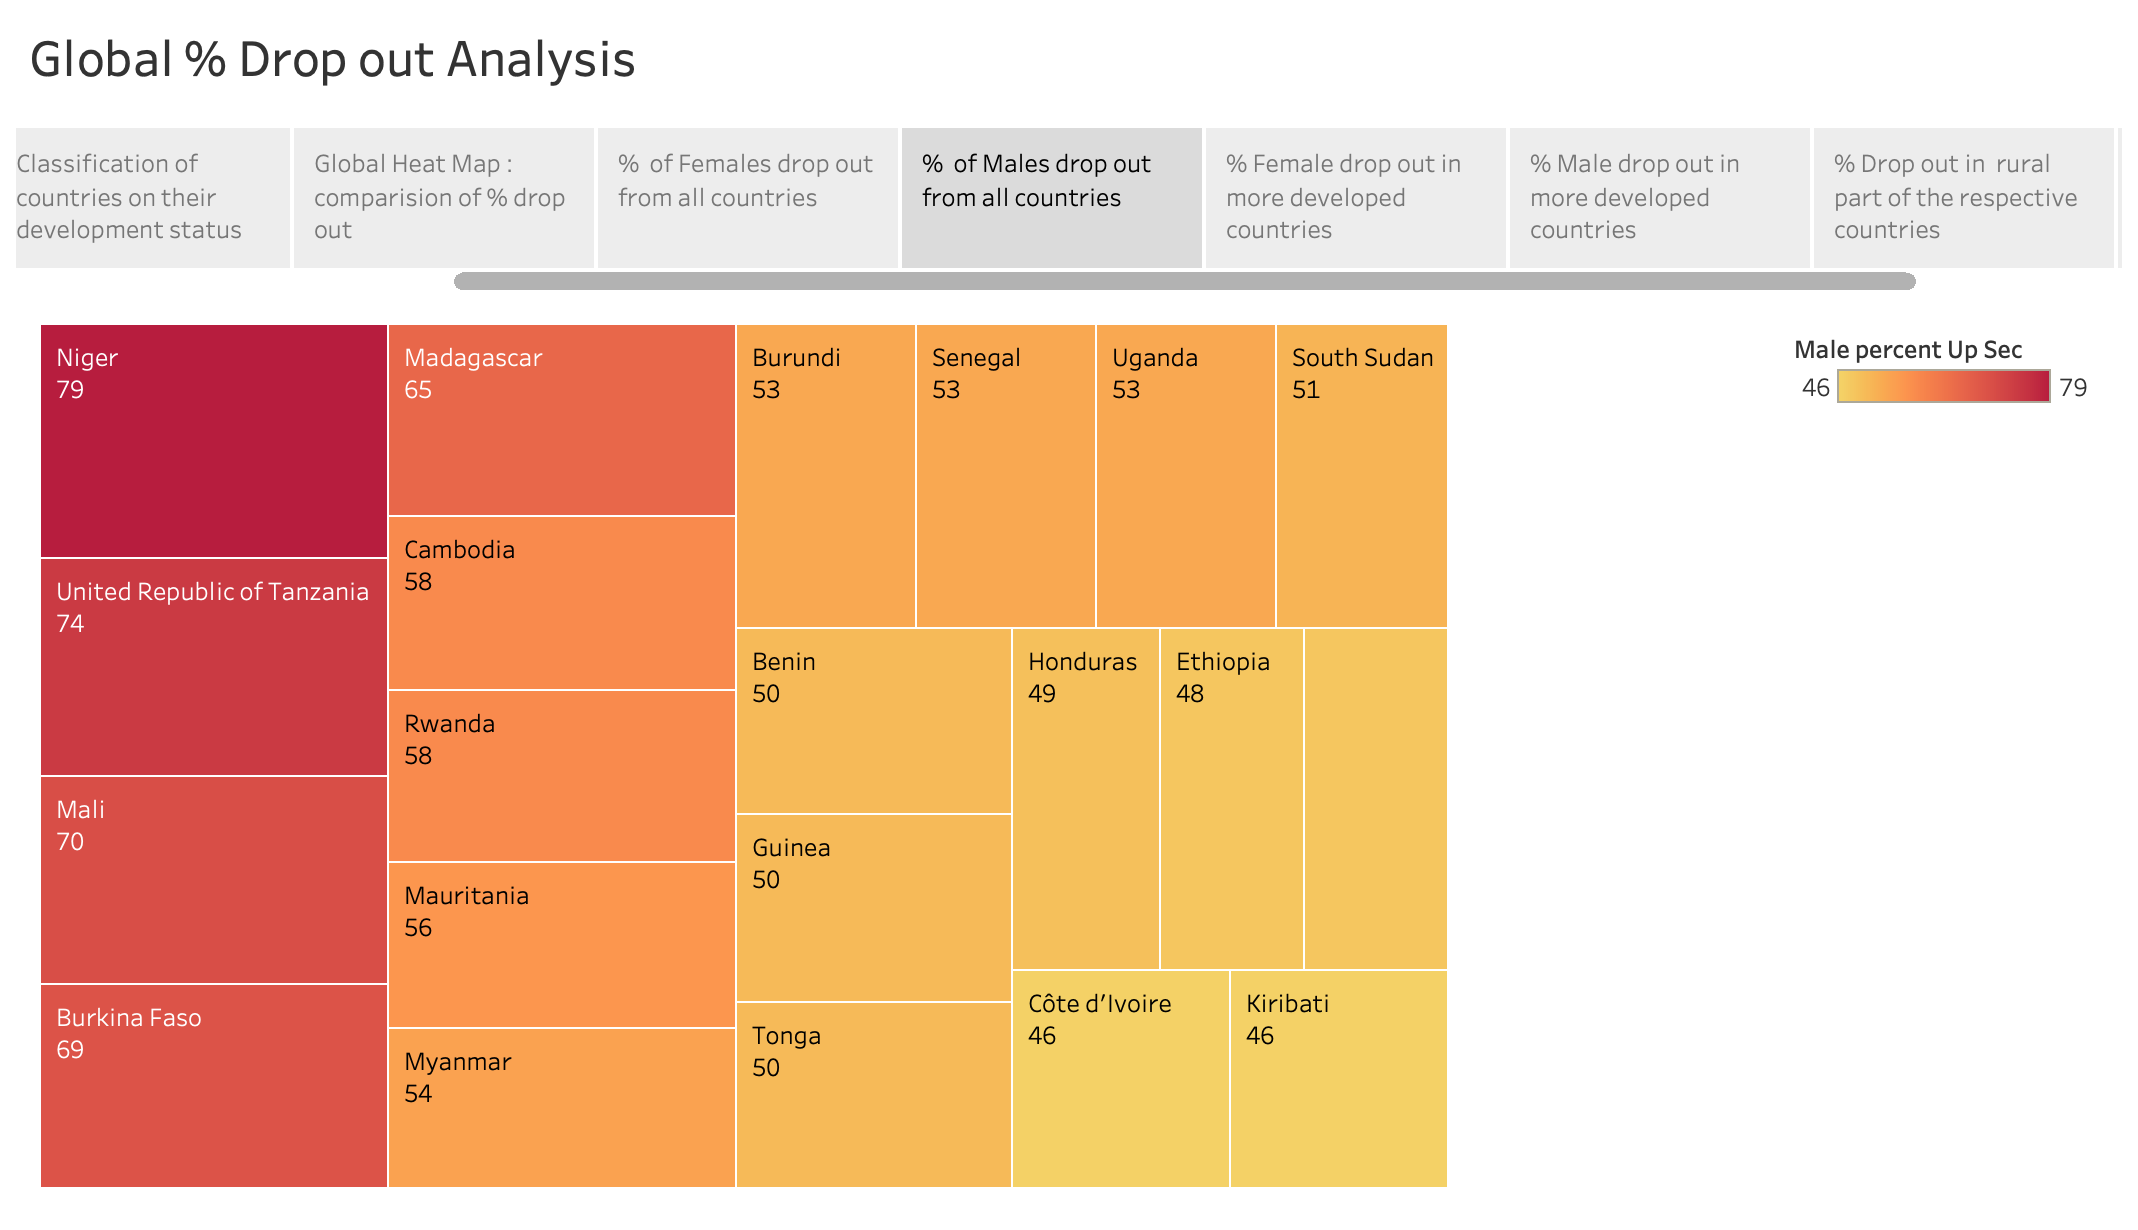 Global % Drop out Analysis
Classification of
countries on their
development status
Global Heat Map :
comparision of % drop
out
% of Females drop out
from all countries
% of Males drop out
from all countries
% Female drop out in
more developed
countries
% Male drop out in
more developed
countries
% Drop out in rural
part of the respective
countries
Niger
79
United Republic of Tanzania
74
Mali
70
Burkina Faso
69
Madagascar
65
Cambodia
58
Rwanda
58
Mauritania
56
Myanmar
54
Burundi
53
Senegal
53
Uganda
53
South Sudan
51
Benin
50
Guinea
50
Tonga
50
Honduras
49
Ethiopia
48
Côte d’Ivoire
46
Kiribati
46
Male percent Up Sec
46
79